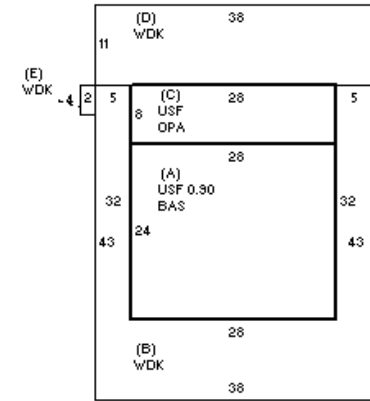 (D) 38
WDK
11
(E)
WDK
4 2 5 (C) 28 5
8 USF
OPA
28
(A)
USF 0.90
BAS
32 32
24
43 43
28
(B)
WDK
38